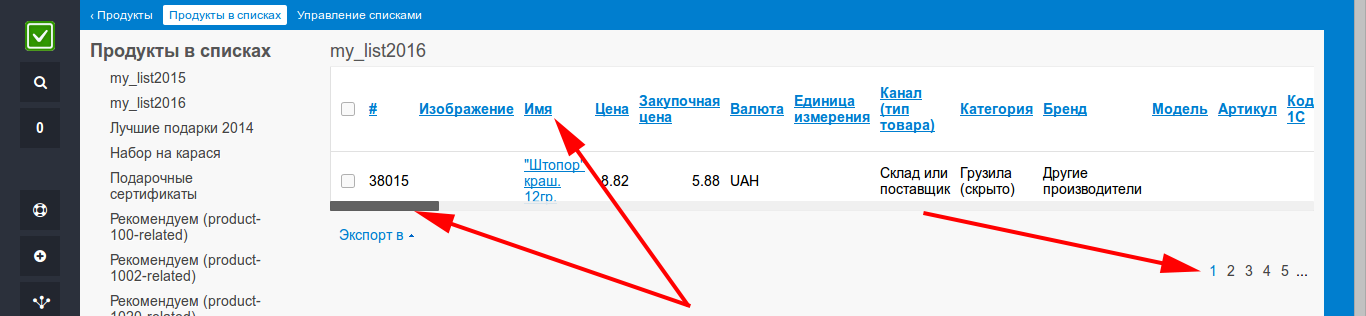 ‹ Продукты Продукты в списках Управление списками
Продукты в списках
my_list2015
my_list2016
Лучшие подарки 2014
Набор на карася
Подарочные
сертификаты
Рекомендуем (product-
100-related)
Рекомендуем (product-
1002-related)
Рекомендуем (product-
0
my_list2016
# Изображение Имя Цена Закупочная цена Валюта Единица измерения Канал (тип товара) Категория Бренд Модель Артикул Код 1С
38015 "Штопор" краш. 12гр. 8.82 5.88 UAH Склад или поставщик Грузила (скрыто) Другие производители
Экспорт в
1 2 3 4 5 ...